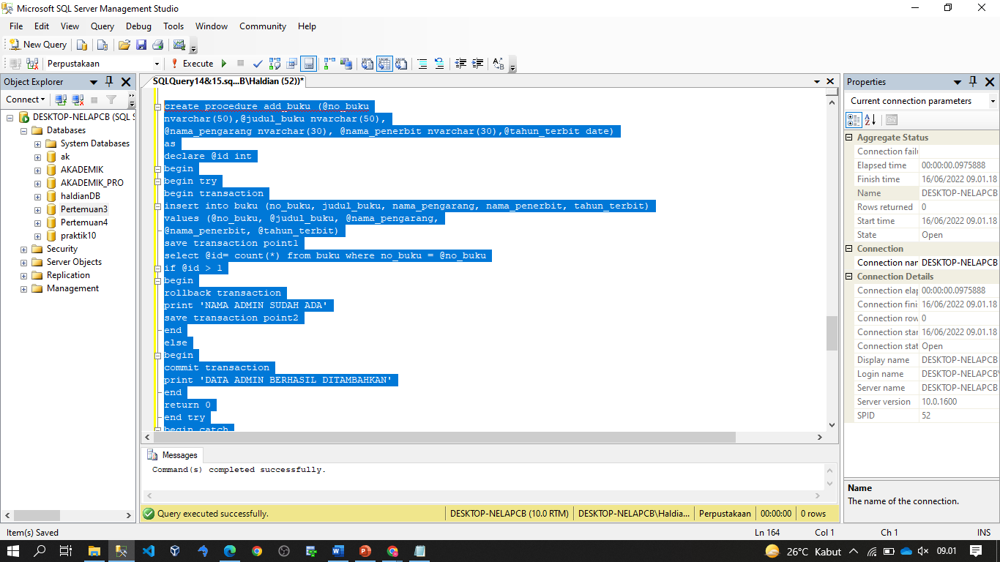 Microsoft SQL Server Management Studio
File Edit View Query Debug Tools Window Community Help
New Query
Perpustakaan Execute
Object Explorer
Connect
DESKTOP-NELAPCB (SQL S
Databases
System Databases
ak
AKADEMIK
AKADEMIK_PRO
haldianDB
Pertemuan3
Pertemuan4
praktik10
Security
Server Objects
Replication
Management
SQLQuery14&15.sq...B\Haldian (52))*
create procedure add_buku (@no_buku
nvarchar(50),@judul_buku nvarchar(50),
@nama_pengarang nvarchar(30), @nama_penerbit nvarchar(30),@tahun_terbit date)
as
declare @id int
begin
begin try
begin transaction
insert into buku (no_buku, judul_buku, nama_pengarang, nama_penerbit, tahun_terbit)
values (@no_buku, @judul_buku, @nama_pengarang,
@nama_penerbit, @tahun_terbit)
save transaction point1
select @id= count(*) from buku where no_buku = @no_buku
if @id > 1
begin
rollback transaction
print 'NAMA ADMIN SUDAH ADA'
save transaction point2
end
else
begin
commit transaction
print 'DATA ADMIN BERHASIL DITAMBAHKAN'
end
return 0
end try
begin catch
Messages
Command(s) completed successfully.
Query executed successfully. DESKTOP-NELAPCB (10.0 RTM) DESKTOP-NELAPCB\Haldia... Perpustakaan 00:00:00 0 rows
Properties
Current connection parameters
Aggregate Status
Connection failu
Elapsed time 00:00:00.0975888
Finish time 16/06/2022 09.01.18
Name DESKTOP-NELAPCB
Rows returned 0
Start time 16/06/2022 09.01.18
State Open
Connection
Connection nar DESKTOP-NELAPCB
Connection Details
Connection elap 00:00:00.0975888
Connection fini 16/06/2022 09.01.18
Connection row 0
Connection star 16/06/2022 09.01.18
Connection stat Open
Display name DESKTOP-NELAPCB
Login name DESKTOP-NELAPCB\
Server name DESKTOP-NELAPCB
Server version 10.0.1600
SPID 52
Name
The name of the connection.
Item(s) Saved Ln 164 Col 1 Ch 1 INS
26°C Kabut 09.01